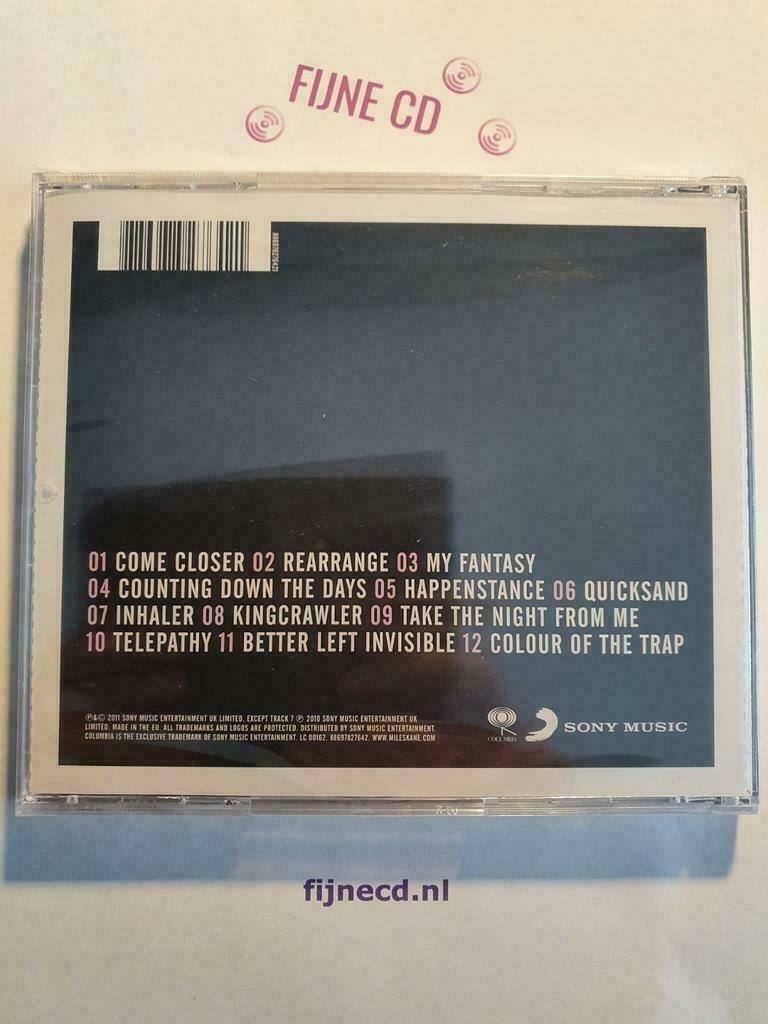 FIJNE CD
01 COME CLOSER 02 REARRANGE 03 MY FANTASY
04 COUNTING DOWN THE DAYS 05 HAPPENSTANCE 06 QUICKSAND
07 INHALER 08 KINGCRAWLER 09 TAKE THE NIGHT FROM ME
10 TELEPATHY 11 BETTER LEFT INVISIBLE 12 COLOUR OF THE TRAP
℗&© 2011 SONY MUSIC ENTERTAINMENT UK LIMITED. EXCEPT TRACK 7 ℗ 2010 SONY MUSIC ENTERTAINMENT UK
LIMITED. MADE IN THE EU. ALL TRADEMARKS AND LOGOS ARE PROTECTED. DISTRIBUTED BY SONY MUSIC ENTERTAINMENT.
COLUMBIA IS THE EXCLUSIVE TRADEMARK OF SONY MUSIC ENTERTAINMENT. LC 00162. 88697827642. WWW.MILESKANE.COM
COLUMBIA
SONY MUSIC
fijnecd.nl